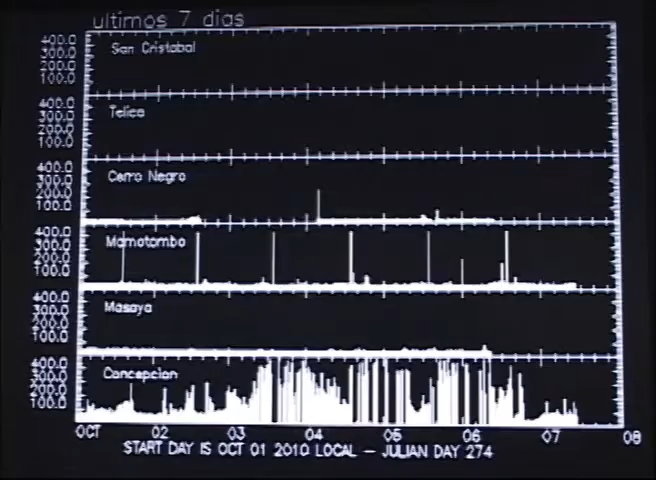 ultimos 7 dias
400.0
300.0
200.0
100.0
San Cristobal
400.0
300.0
200.0
100.0
Telica
400.0
300.0
200.0
100.0
Cerro Negro
400.0
300.0
200.0
100.0
Momotombo
400.0
300.0
200.0
100.0
Masaya
400.0
300.0
200.0
100.0
Concepcion
OCT 02 03 04 05 06 07 08
START DAY IS OCT 01 2010 LOCAL - JULIAN DAY 274